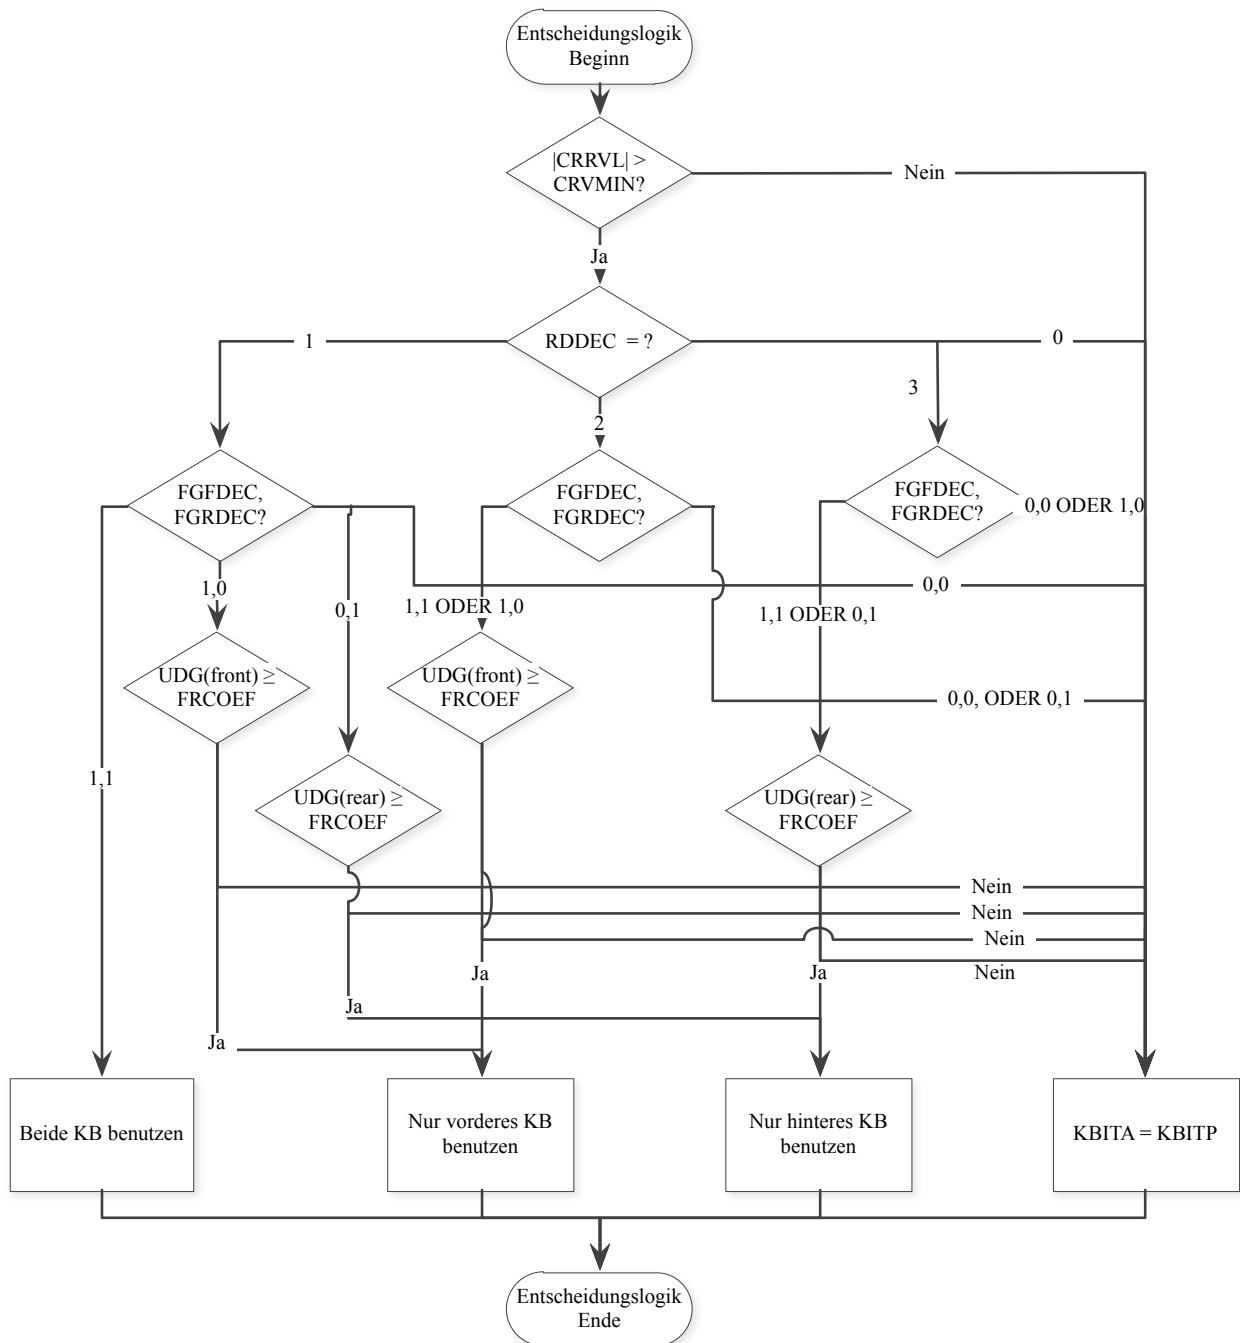 Entscheidungslogik
Beginn
|CRRVL| >
CRVMIN?
Nein
Ja
RDDEC = ?
1
0
2
3
FGFDEC,
FGRDEC?
FGFDEC,
FGRDEC?
FGFDEC,
FGRDEC?
0,0 ODER 1,0
1,0
0,1
1,1 ODER 1,0
0,0
1,1 ODER 0,1
UDG(front) ≥
FRCOEF
UDG(front) ≥
FRCOEF
0,0, ODER 0,1
1,1
UDG(rear) ≥
FRCOEF
UDG(rear) ≥
FRCOEF
Nein
Nein
Nein
Nein
Ja
Ja
Ja
Ja
Beide KB benutzen
Nur vorderes KB
benutzen
Nur hinteres KB
benutzen
KBITA = KBITP
Entscheidungslogik
Ende